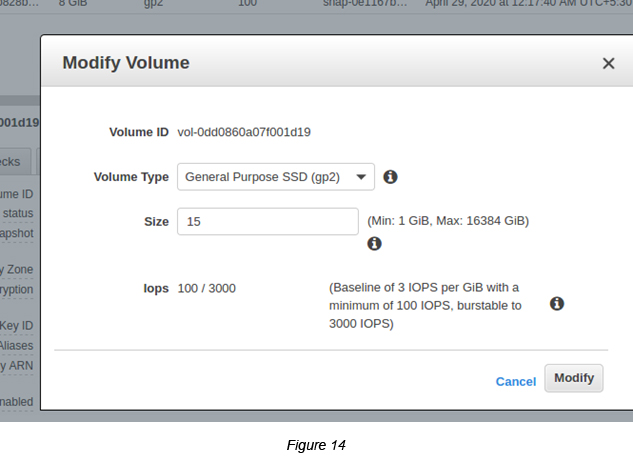 0828b... 8 GiB gp2 100 snap-0e1167b... April 29, 2020 at 12:17:40 AM UTC+5:30
Modify Volume
001d19
Volume ID vol-0dd0860a07f001d19
ecks
Volume Type General Purpose SSD (gp2)
ume ID
status
Size 15 (Min: 1 GiB, Max: 16384 GiB)
apshot
y Zone
ryption
Iops 100 / 3000 (Baseline of 3 IOPS per GiB with a
minimum of 100 IOPS, burstable to
3000 IOPS)
Key ID
Aliases
y ARN
Cancel Modify
nabled
Figure 14